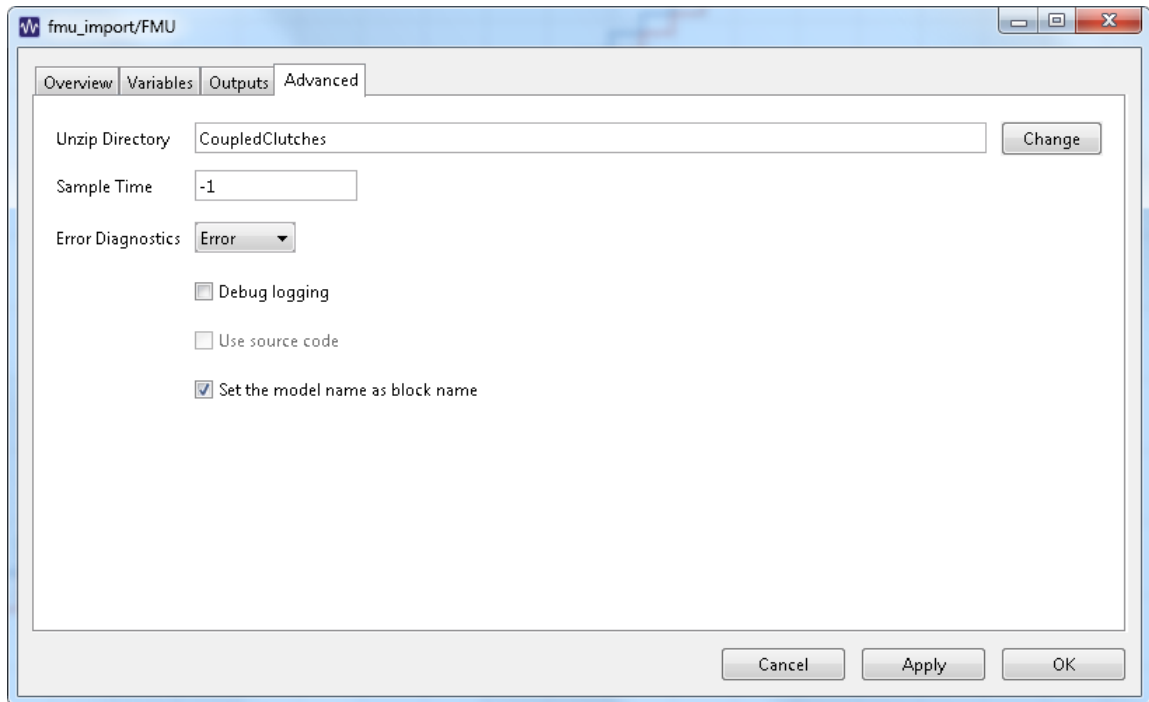 fmu_import/FMU
Overview Variables Outputs Advanced
Unzip Directory CoupledClutches Change
Sample Time -1
Error Diagnostics Error
Debug logging
Use source code
Set the model name as block name
Cancel Apply OK